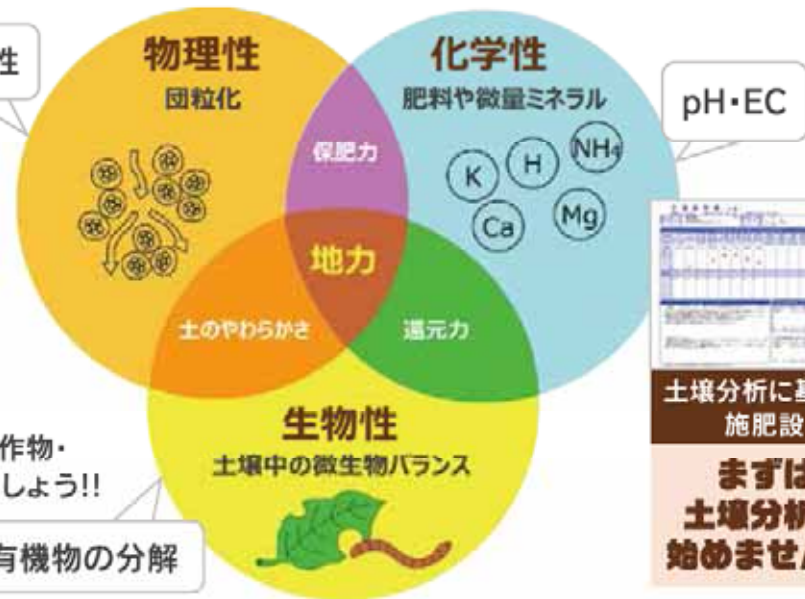 性
物理性
団粒化
化学性
肥料や微量ミネラル
pH・EC
保肥力
K
H
NH₄
Ca
Mg
地力
土のやわらかさ
還元力
生物性
土壌中の微生物バランス
作物・
しょう!!
有機物の分解
土壌分析に基
施肥設
まずは
土壌分析
始めませ